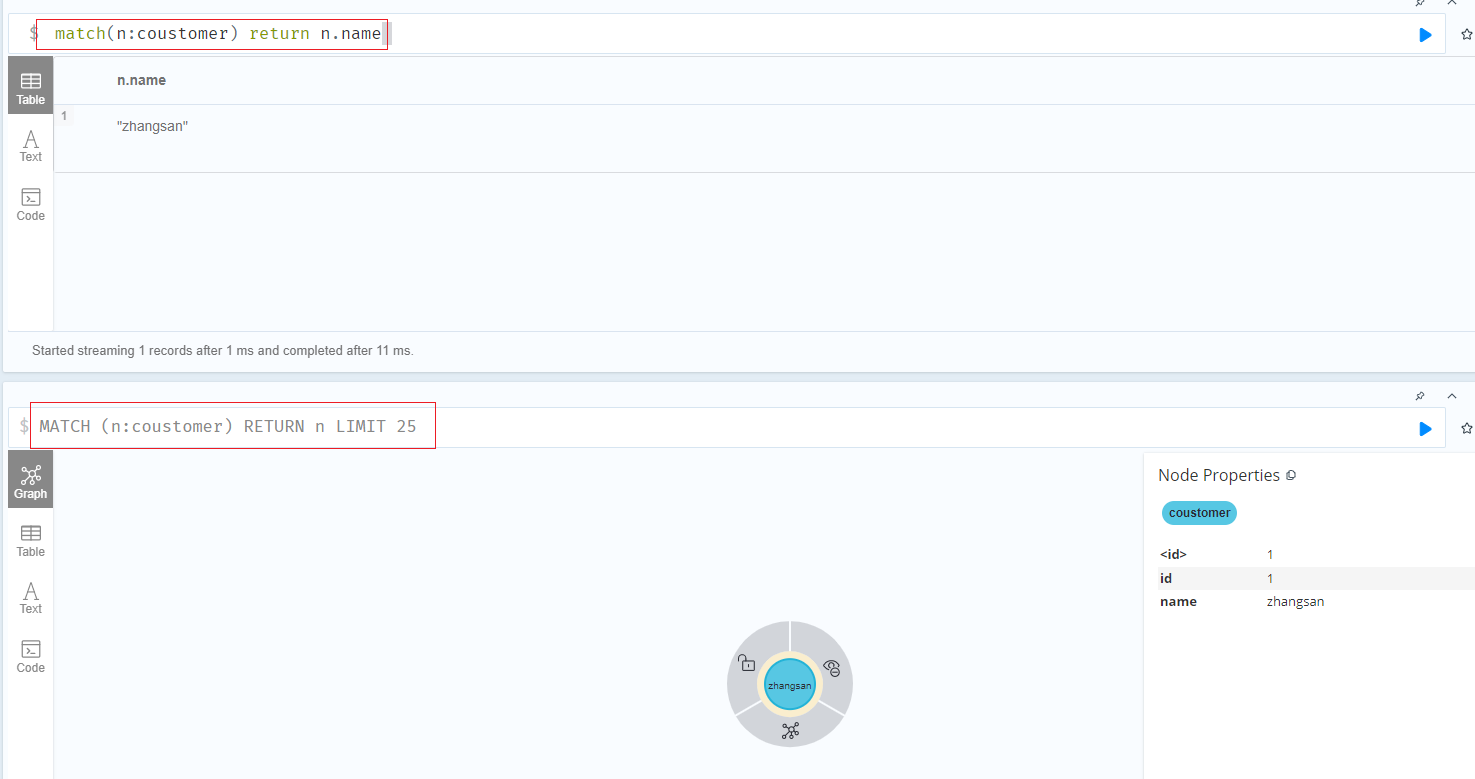 $ match(n:coustomer) return n.name
Table
n.name
1
"zhangsan"
A
Text
Code
Started streaming 1 records after 1 ms and completed after 11 ms.
$ MATCH (n:coustomer) RETURN n LIMIT 25
Graph
Table
A
Text
Code
zhangsan
Node Properties
coustomer
<id> 1
id 1
name zhangsan